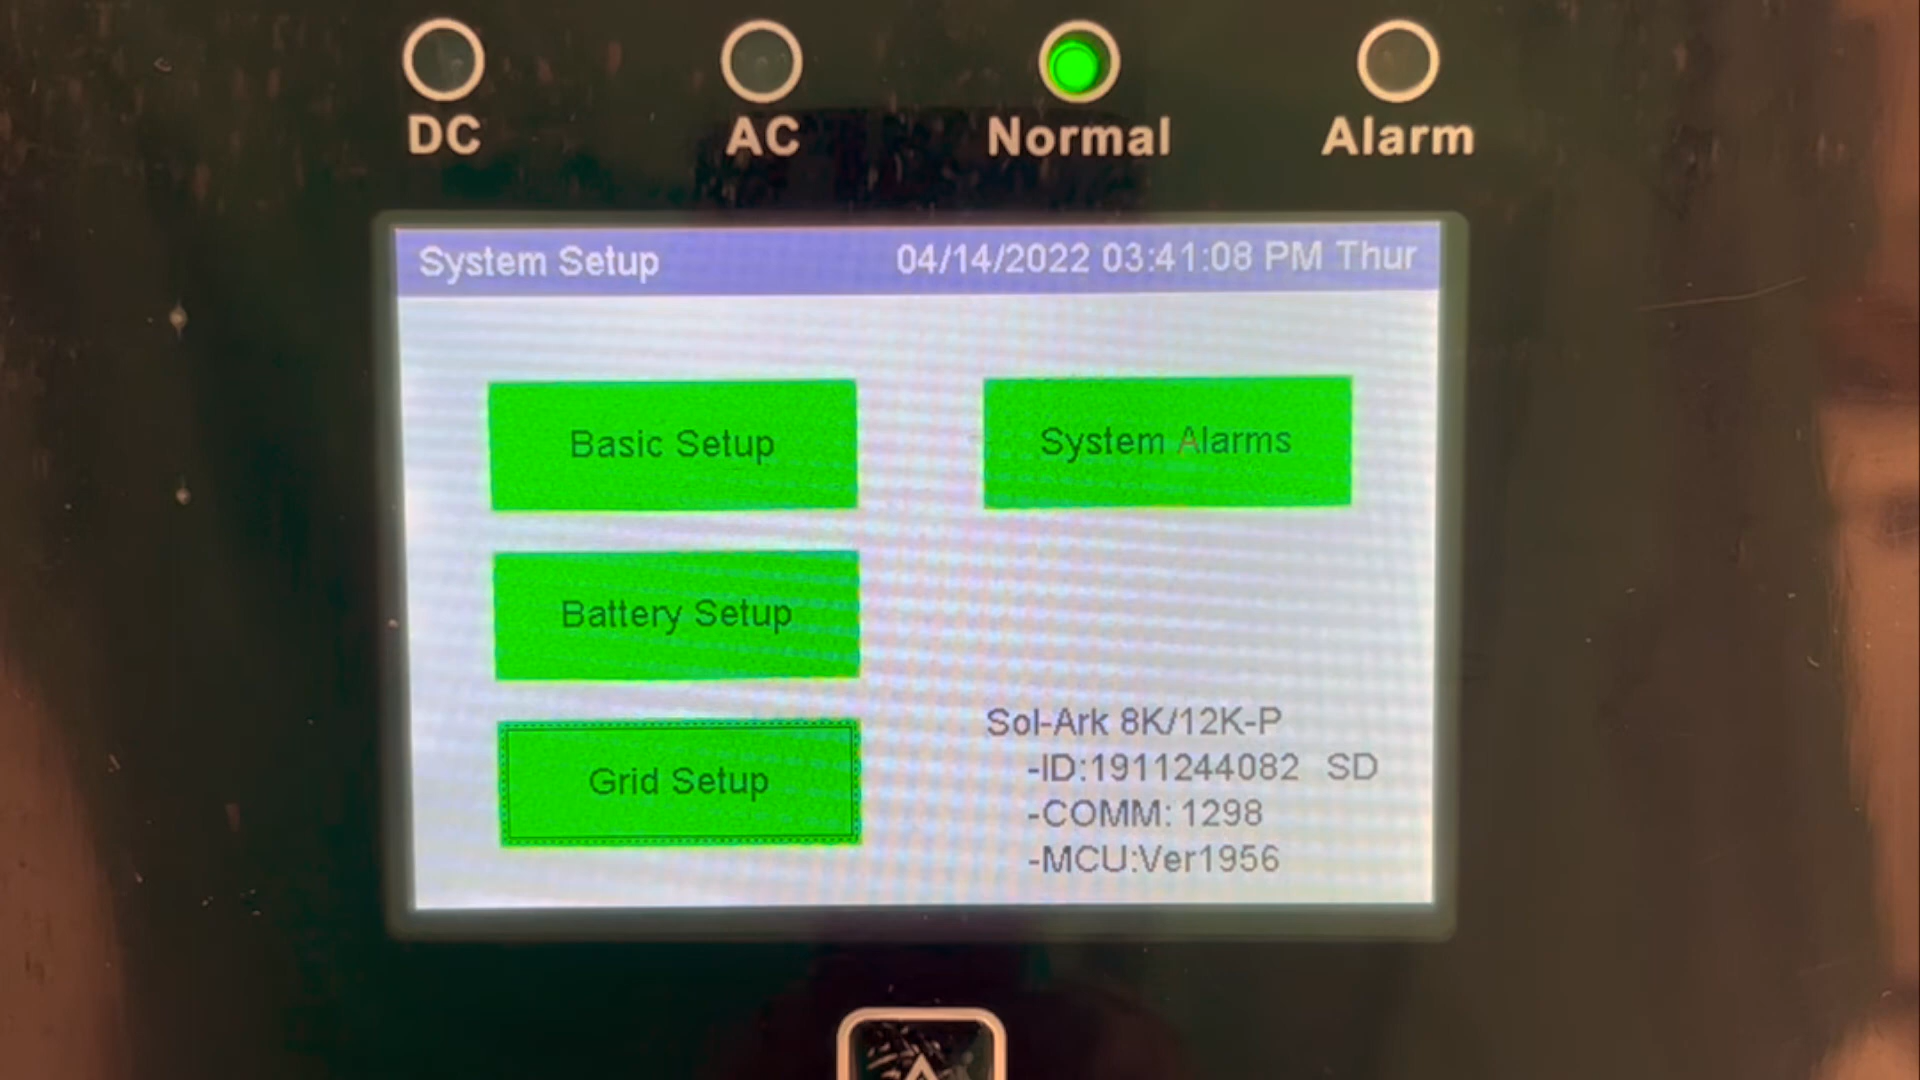 DC AC Normal Alarm
System Setup 04/14/2022 03:41:08 PM Thur
Basic Setup System Alarms
Battery Setup
Grid Setup
Sol-Ark 8K/12K-P
-ID:1911244082 SD
-COMM: 1298
-MCU:Ver1956